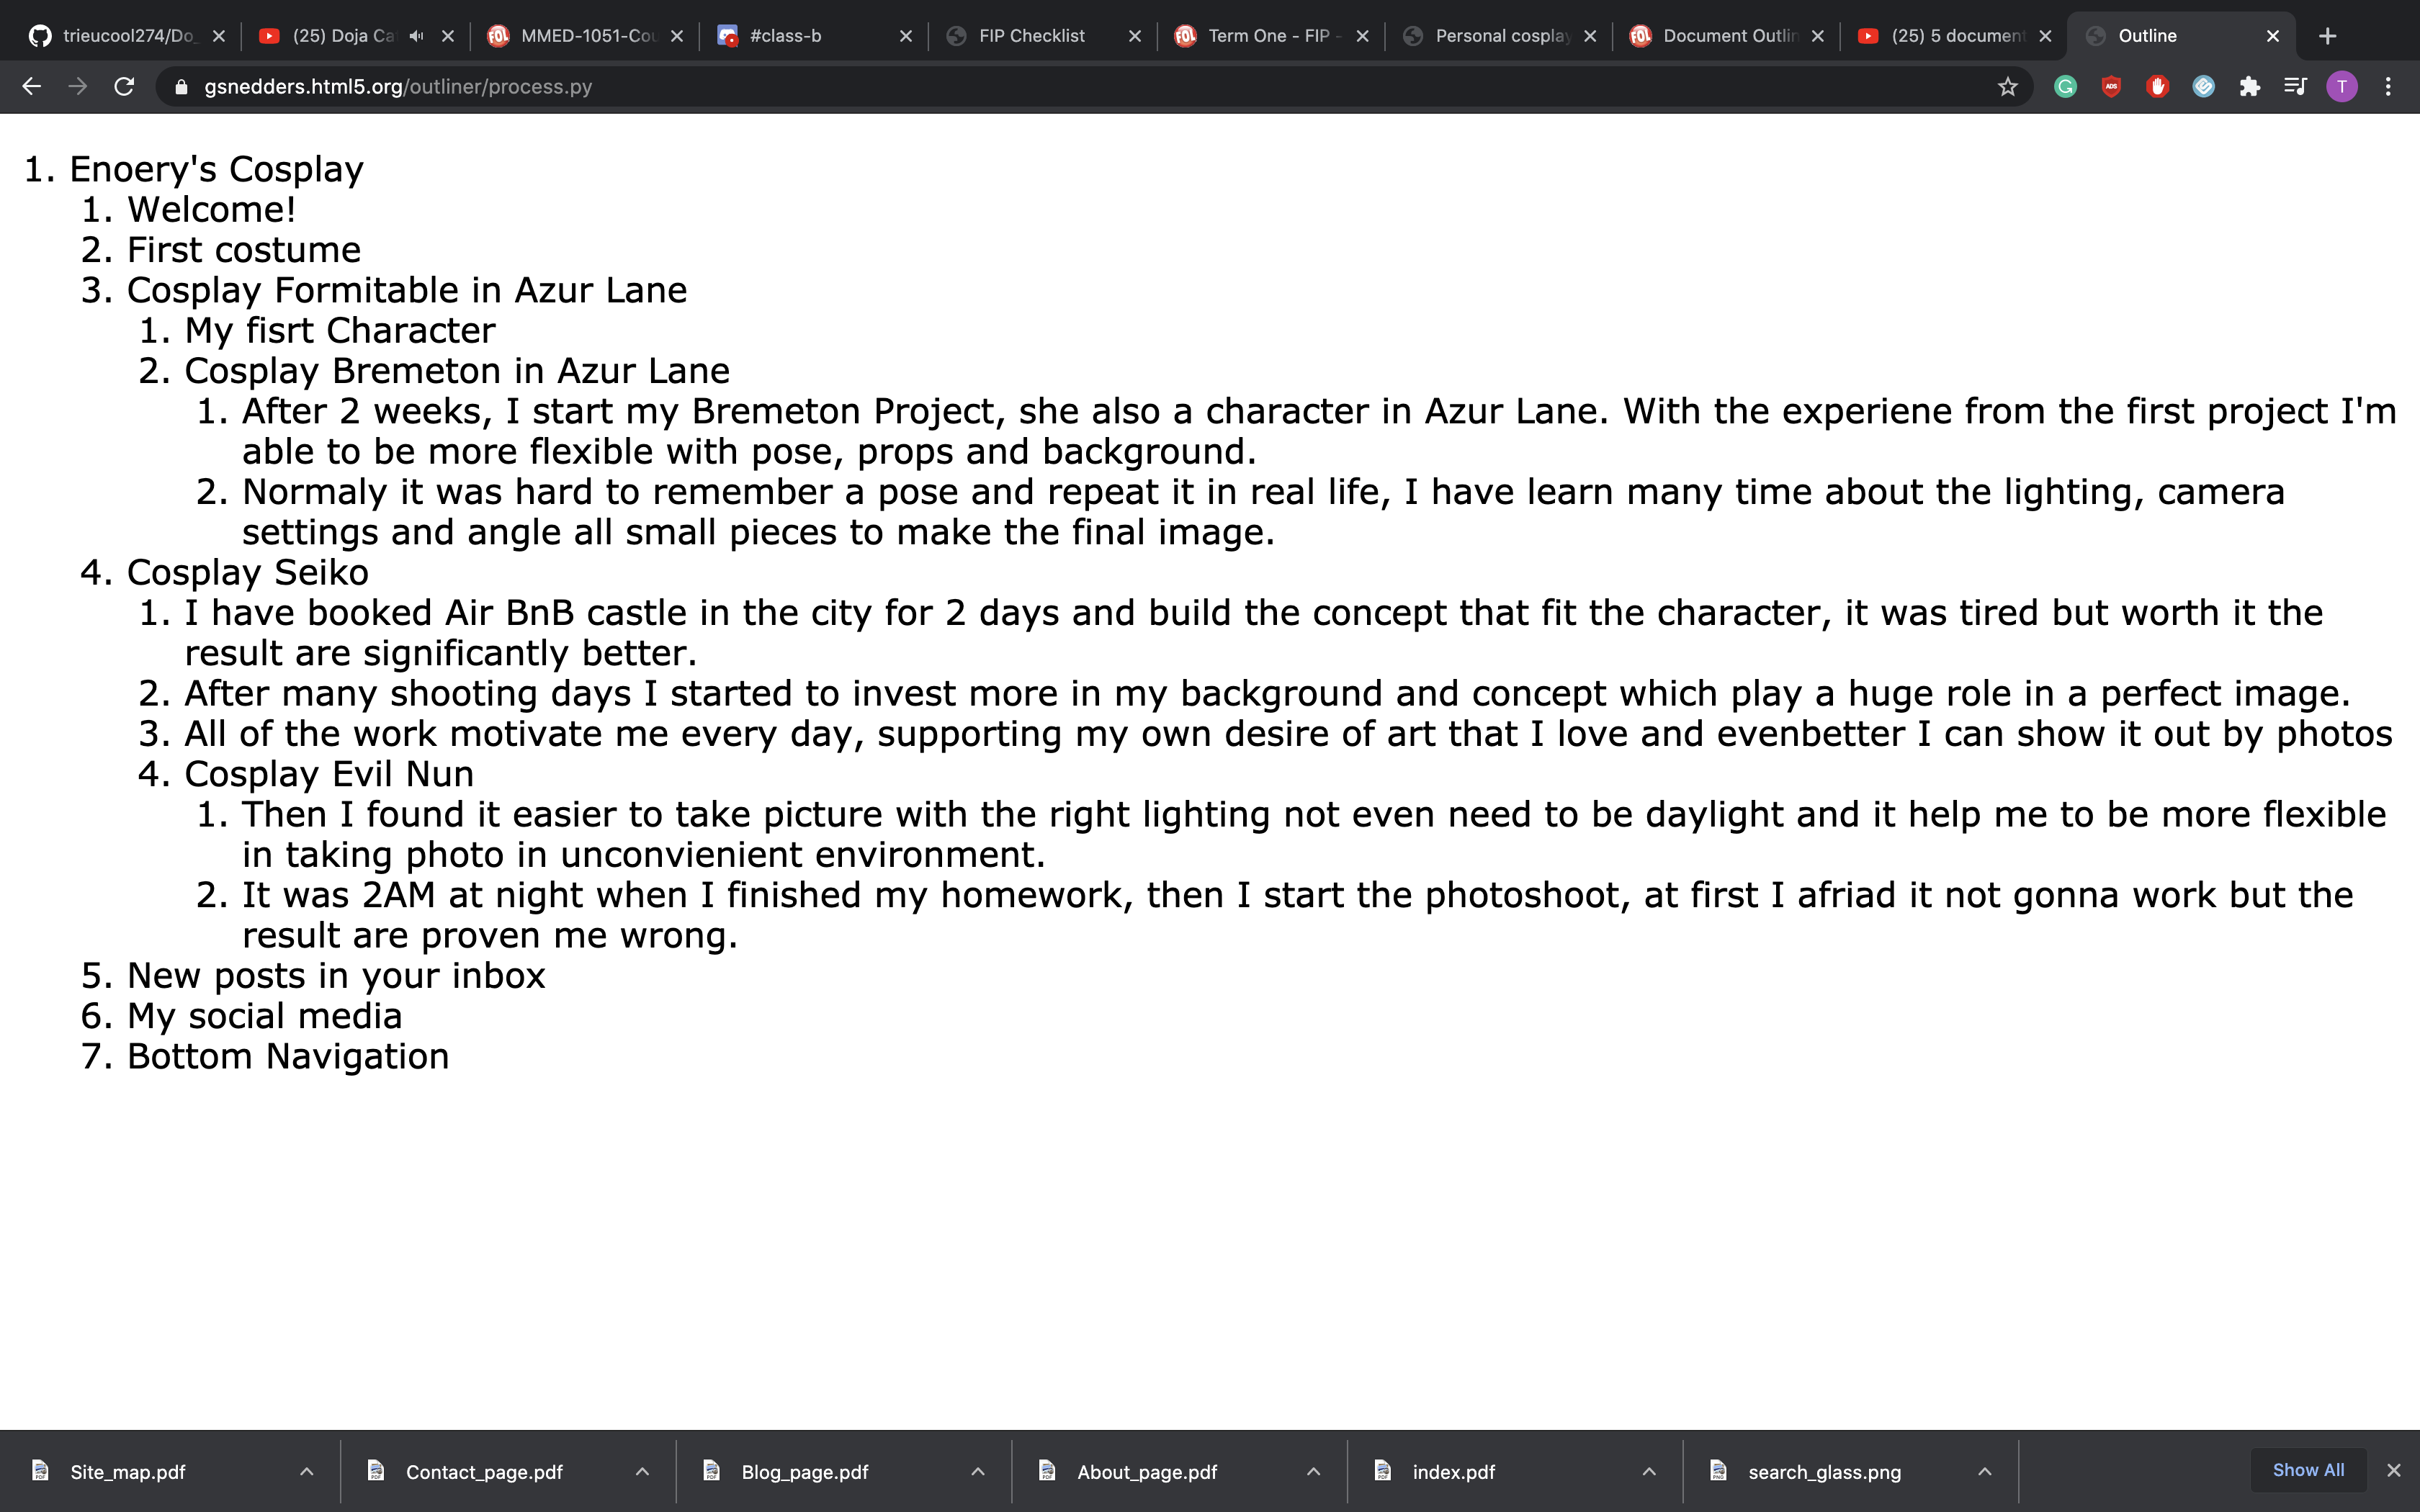 trieucool274/Do
(25) Doja Ca
MMED-1051-Cou
#class-b
FIP Checklist
Term One - FIP -
Personal cosplay
Document Outlin
(25) 5 document
Outline
gsnedders.html5.org/outliner/process.py
ADS
T
1. Enoery's Cosplay
1. Welcome!
2. First costume
3. Cosplay Formitable in Azur Lane
1. My fisrt Character
2. Cosplay Bremeton in Azur Lane
1. After 2 weeks, I start my Bremeton Project, she also a character in Azur Lane. With the experiene from the first project I'm
able to be more flexible with pose, props and background.
2. Normaly it was hard to remember a pose and repeat it in real life, I have learn many time about the lighting, camera
settings and angle all small pieces to make the final image.
4. Cosplay Seiko
1. I have booked Air BnB castle in the city for 2 days and build the concept that fit the character, it was tired but worth it the
result are significantly better.
2. After many shooting days I started to invest more in my background and concept which play a huge role in a perfect image.
3. All of the work motivate me every day, supporting my own desire of art that I love and evenbetter I can show it out by photos
4. Cosplay Evil Nun
1. Then I found it easier to take picture with the right lighting not even need to be daylight and it help me to be more flexible
in taking photo in unconvienient environment.
2. It was 2AM at night when I finished my homework, then I start the photoshoot, at first I afriad it not gonna work but the
result are proven me wrong.
5. New posts in your inbox
6. My social media
7. Bottom Navigation
Site_map.pdf
Contact_page.pdf
Blog_page.pdf
About_page.pdf
index.pdf
search_glass.png
Show All